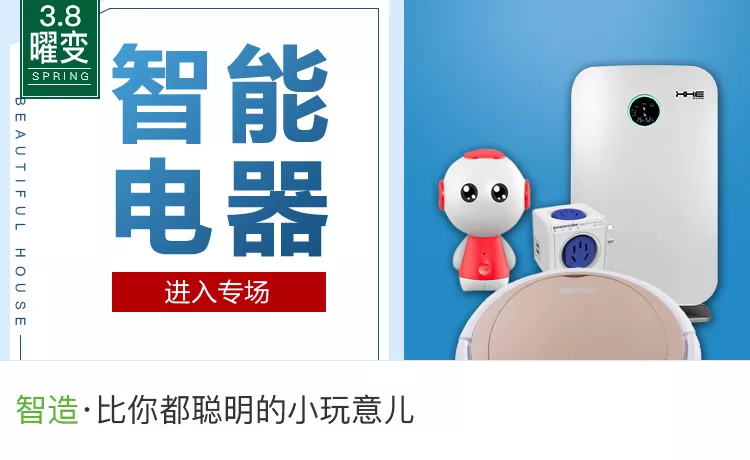 3.8
曜变
SPRING
BEAUTIFUL HOUSE
智能
电器
进入专场
HHE
powercube
智造·比你都聪明的小玩意儿